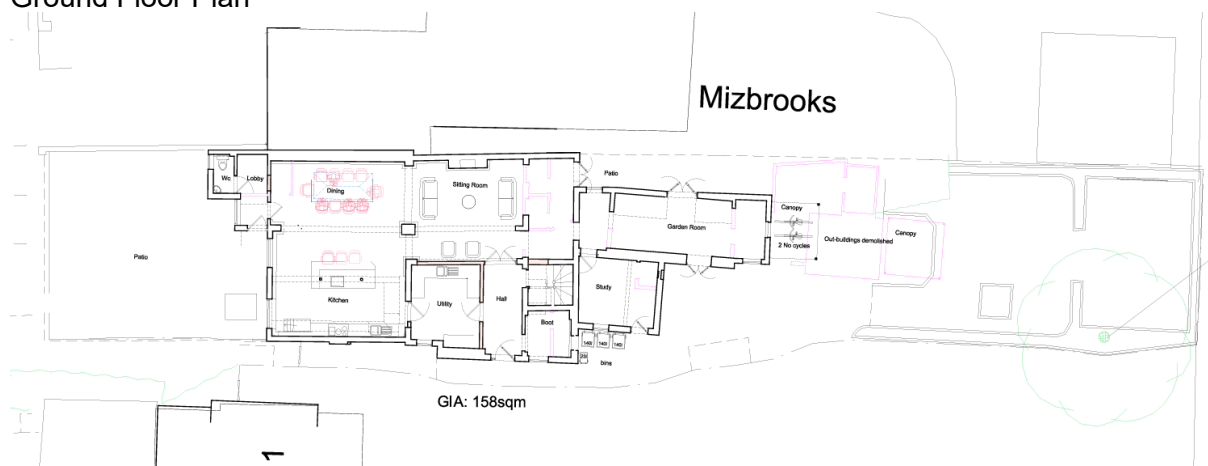 Ground Floor Plan
Mizbrooks
Wc
Lobby
Dining
Sitting Room
Patio
Garden Room
Canopy
2 No cycles
Out-buildings demolished
Canopy
Patio
Kitchen
Utility
Hall
Study
Boot
140l
140l
140l
bins
GIA: 158sqm
1